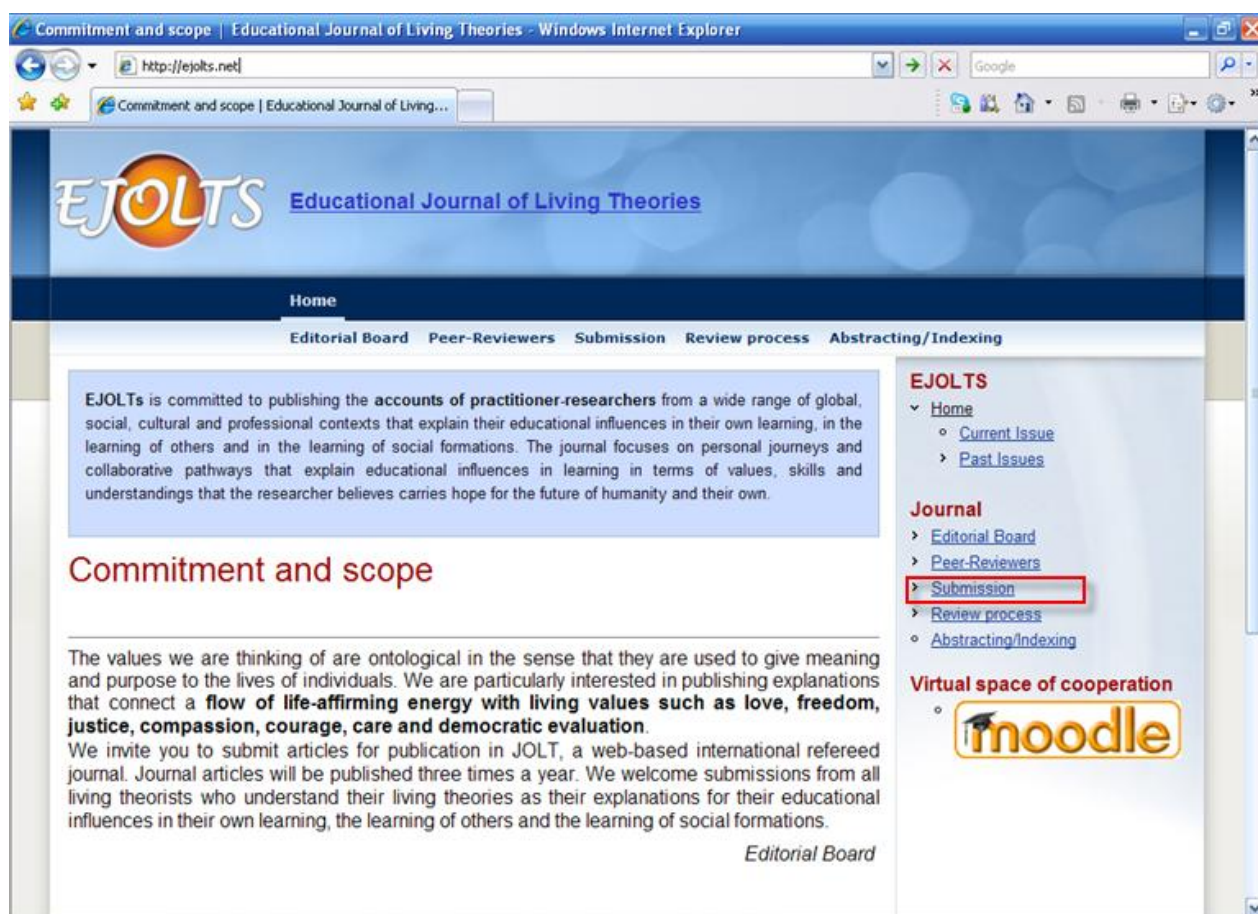 Commitment and scope | Educational Journal of Living Theories - Windows Internet Explorer
http://ejolts.net
Google
Commitment and scope | Educational Journal of Living...
EJOLTS
Educational Journal of Living Theories
Home
Editorial Board Peer-Reviewers Submission Review process Abstracting/Indexing
EJOLTs is committed to publishing the accounts of practitioner-researchers from a wide range of global,
social, cultural and professional contexts that explain their educational influences in their own learning, in the
learning of others and in the learning of social formations. The journal focuses on personal journeys and
collaborative pathways that explain educational influences in learning in terms of values, skills and
understandings that the researcher believes carries hope for the future of humanity and their own.
Commitment and scope
The values we are thinking of are ontological in the sense that they are used to give meaning
and purpose to the lives of individuals. We are particularly interested in publishing explanations
that connect a flow of life-affirming energy with living values such as love, freedom,
justice, compassion, courage, care and democratic evaluation.
We invite you to submit articles for publication in JOLT, a web-based international refereed
journal. Journal articles will be published three times a year. We welcome submissions from all
living theorists who understand their living theories as their explanations for their educational
influences in their own learning, the learning of others and the learning of social formations.
Editorial Board
EJOLTS
Home
Current Issue
Past Issues
Journal
Editorial Board
Peer-Reviewers
Submission
Review process
Abstracting/Indexing
Virtual space of cooperation
moodle